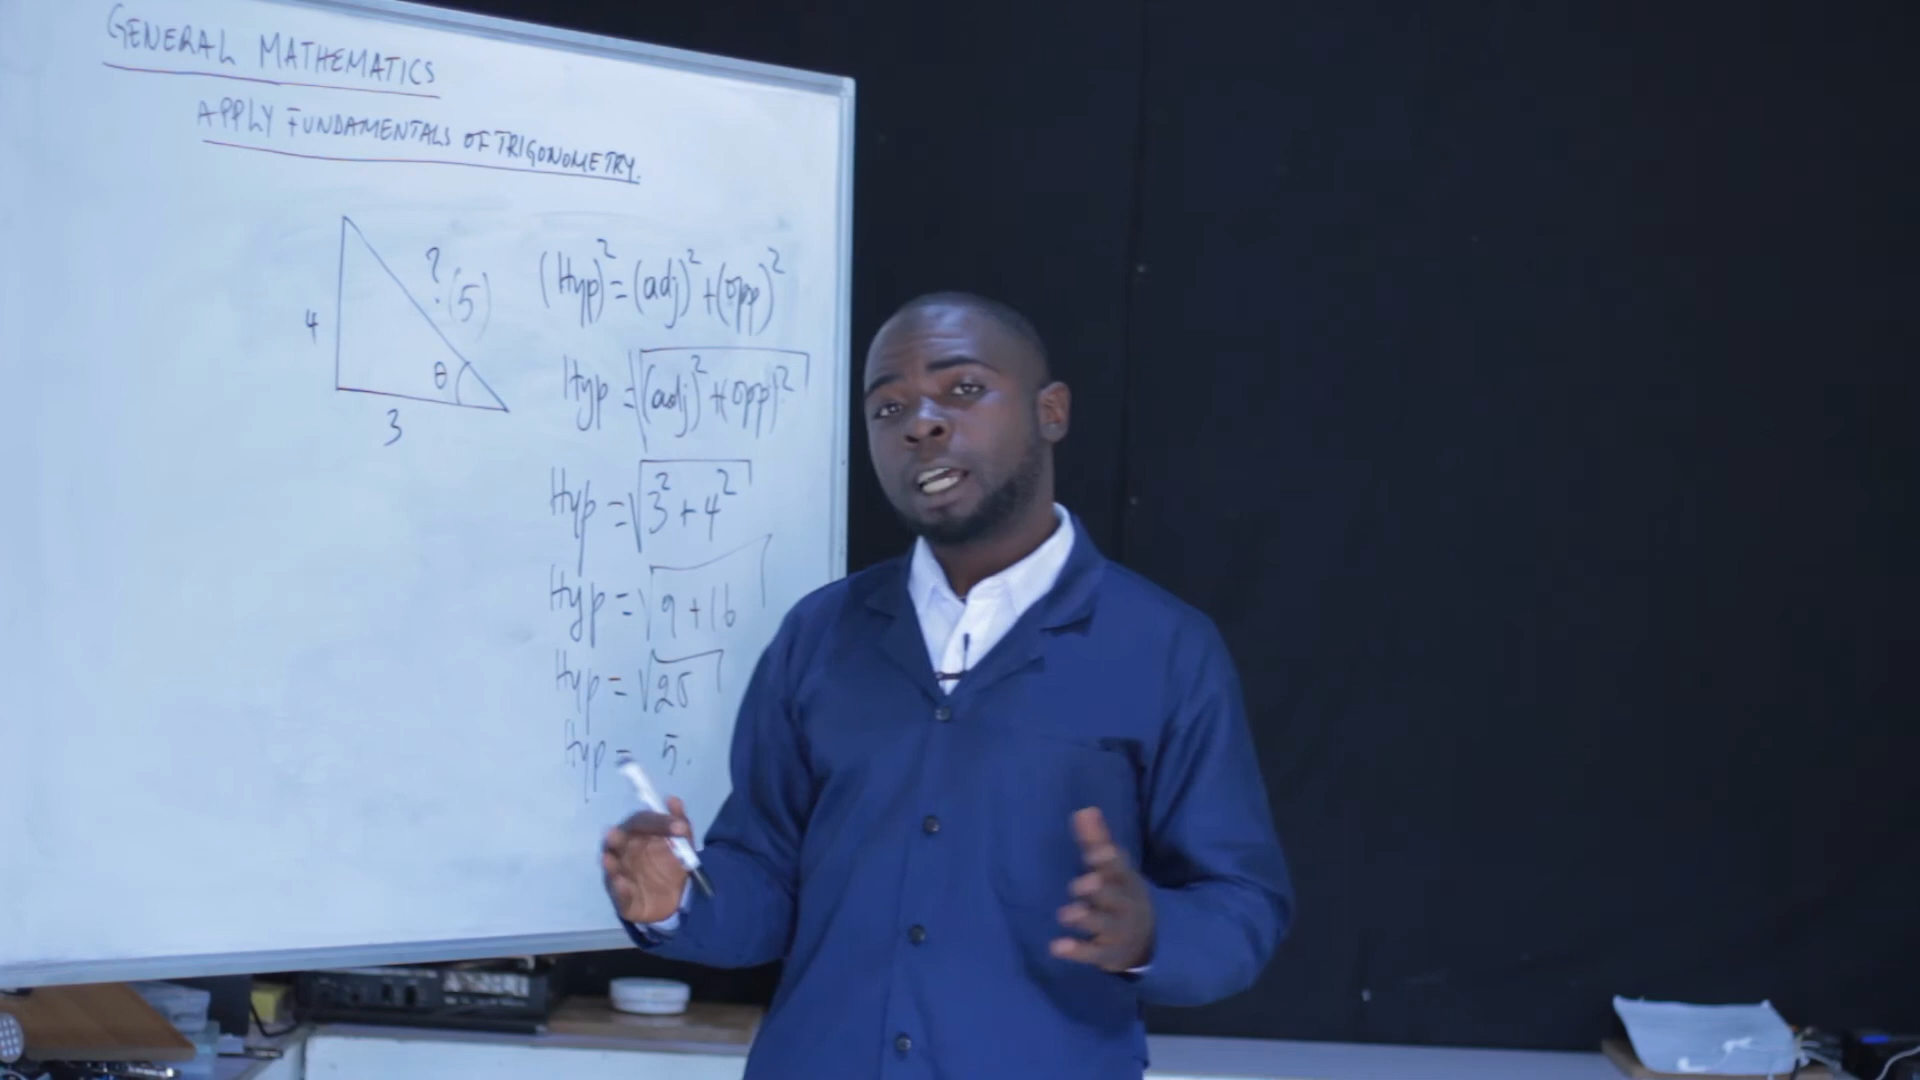 GENERAL MATHEMATICS
APPLY FUNDAMENTALS OF TRIGONOMETRY.
?
(5)
4
θ
3
(Hyp)² = (adj)² + (opp)²
Hyp = √(adj)² + (opp)²
Hyp = √3² + 4²
Hyp = √9 + 16
Hyp = √25
Hyp = 5.